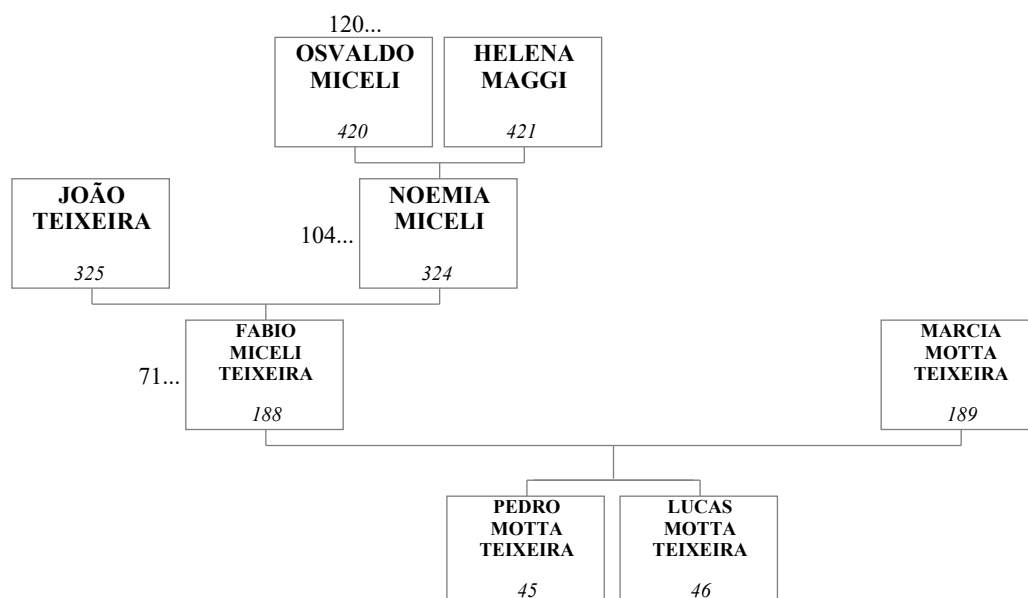 120...
OSVALDO
MICELI
420
HELENA
MAGGI
421
JOÃO
TEIXEIRA
325
104...
NOEMIA
MICELI
324
71...
FABIO
MICELI
TEIXEIRA
188
MARCIA
MOTTA
TEIXEIRA
189
PEDRO
MOTTA
TEIXEIRA
45
LUCAS
MOTTA
TEIXEIRA
46